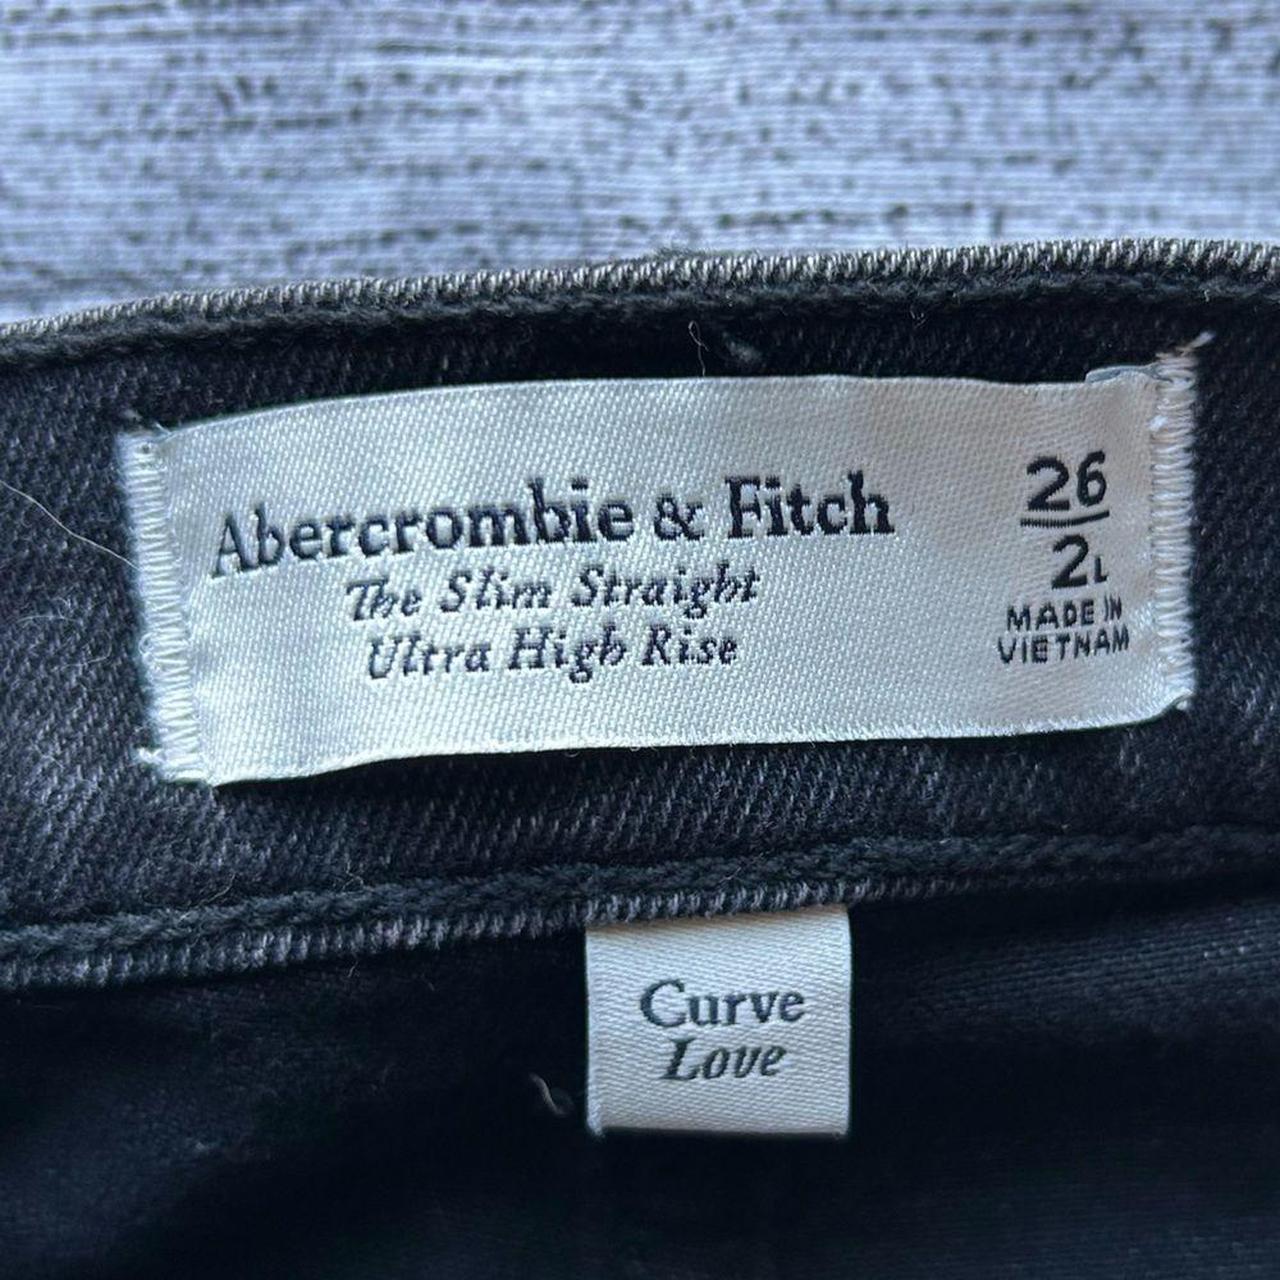 Abercrombie & Fitch
The Slim Straight
Ultra High Rise
26
2L
MADE IN
VIETNAM
Curve
Love